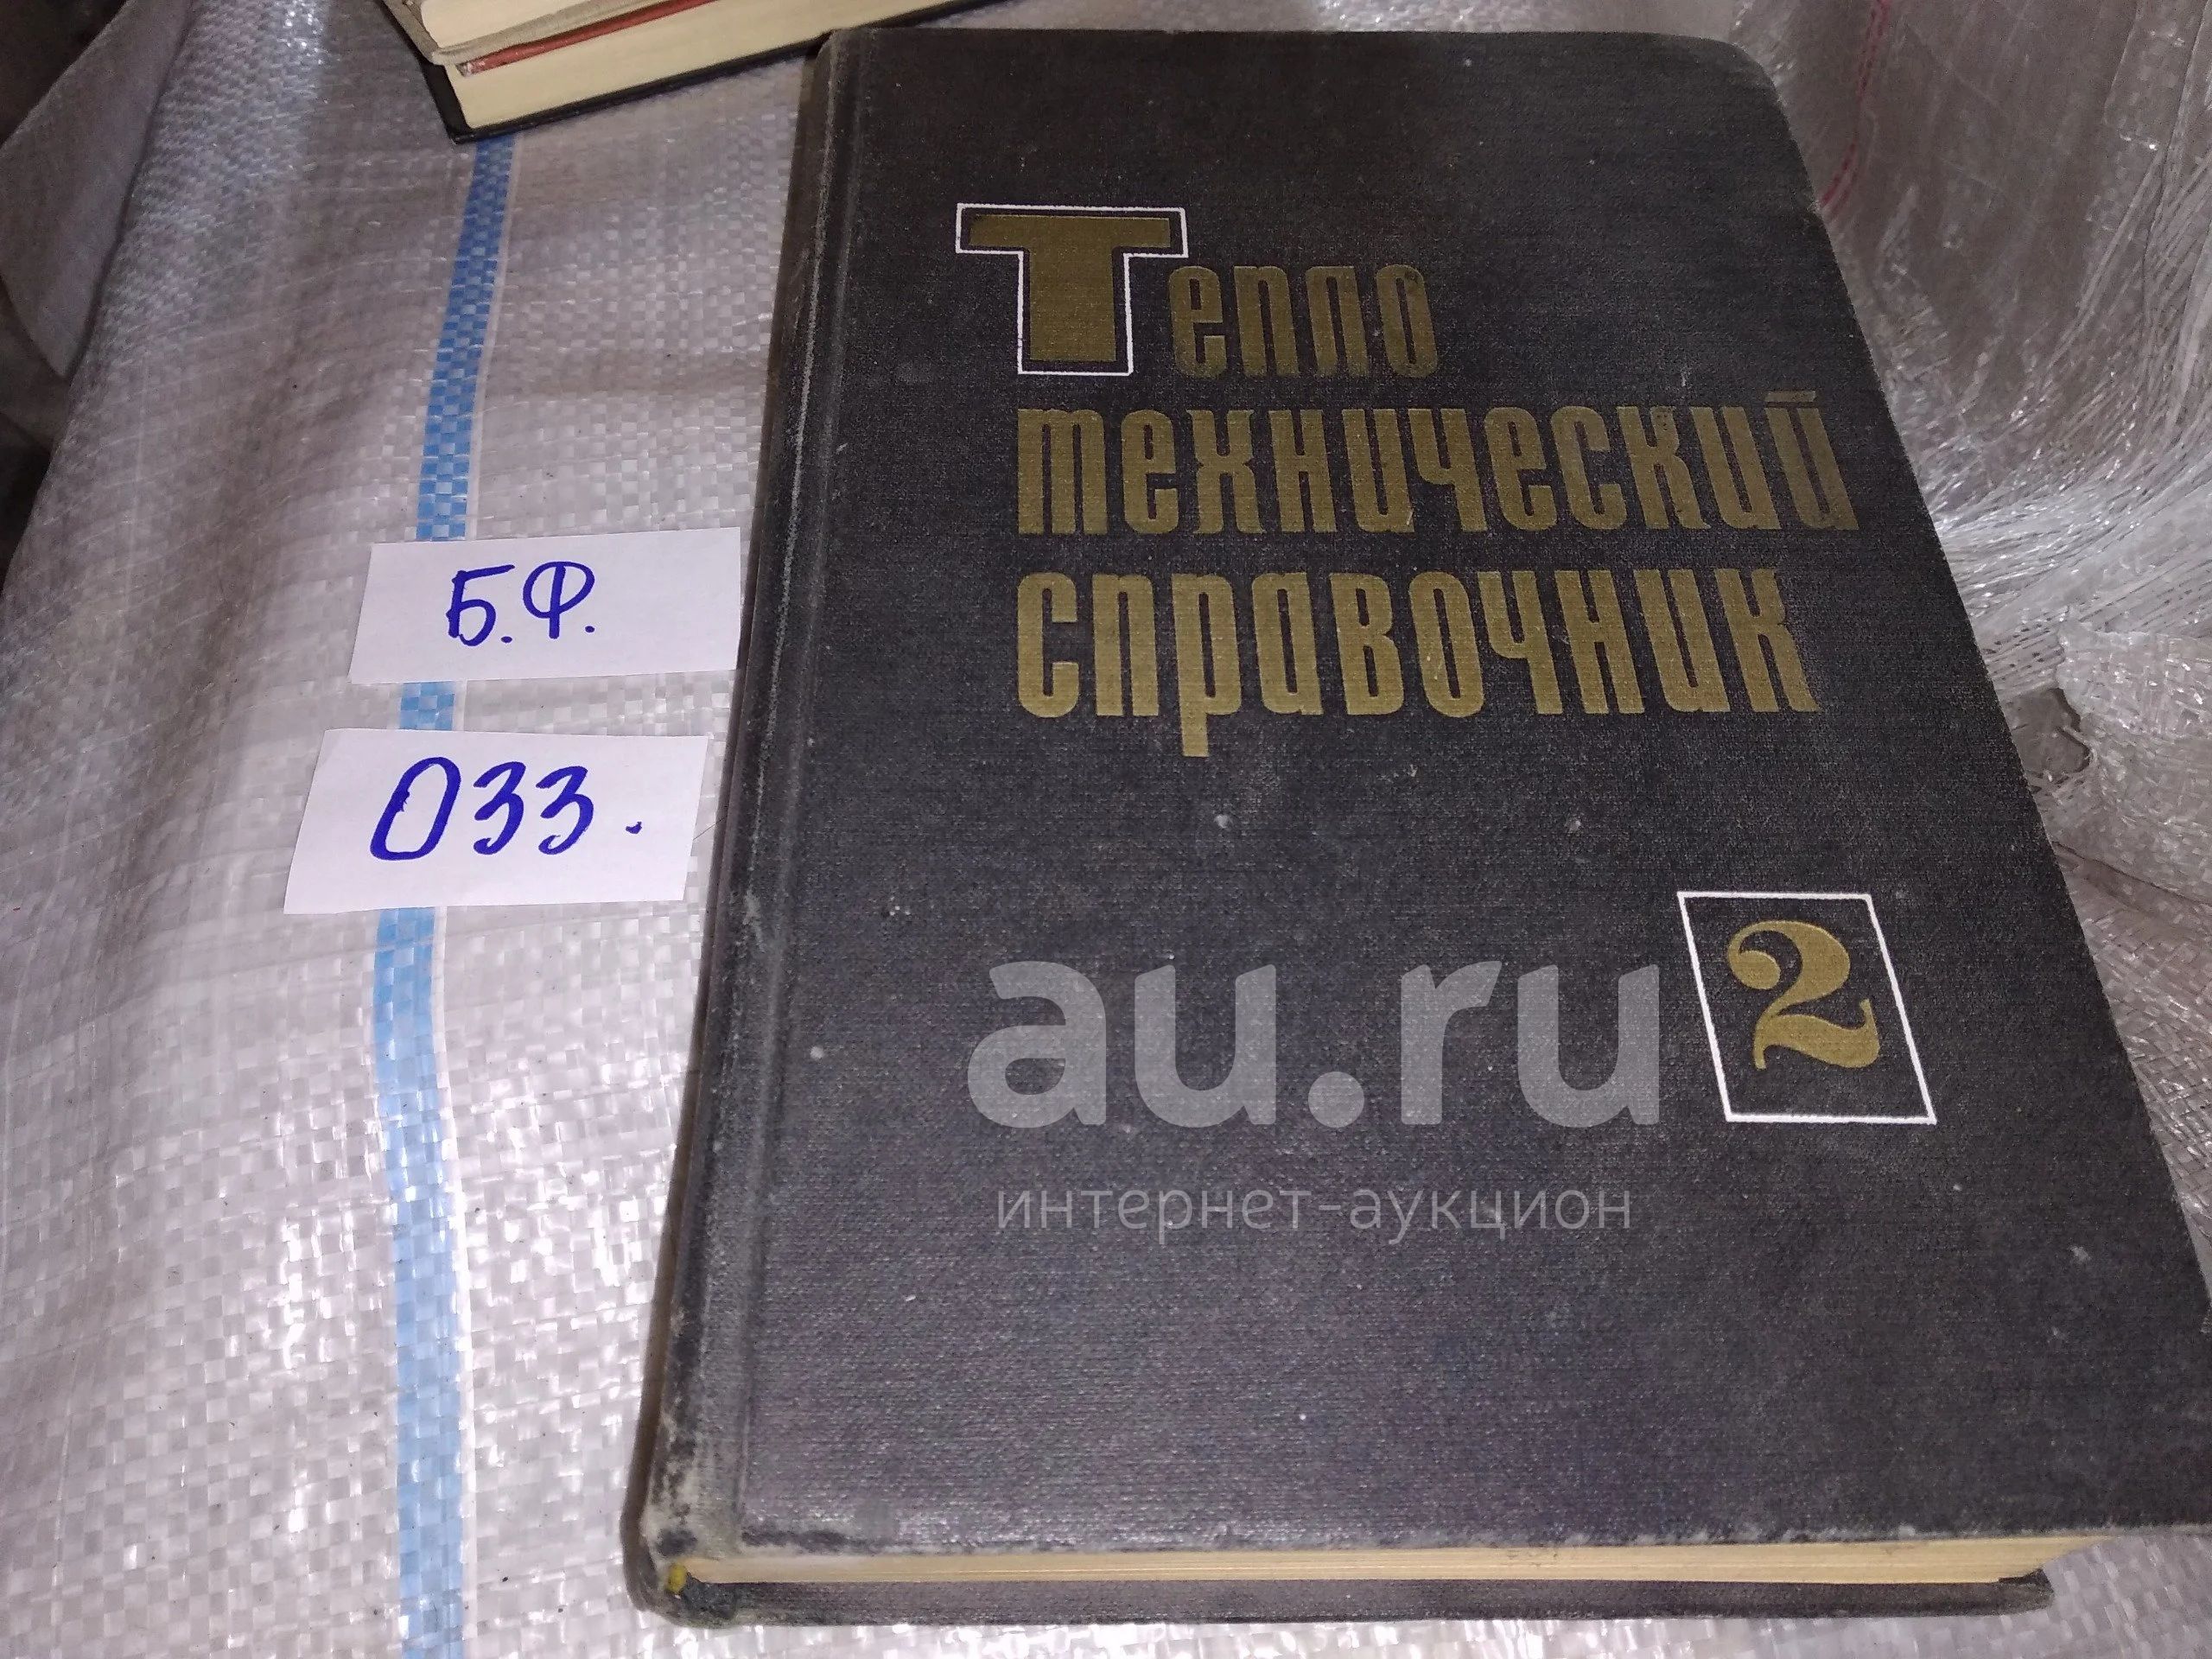 Тепло
технический
справочник
2
Б.Ф.
033.
au.ru
интернет-аукцион